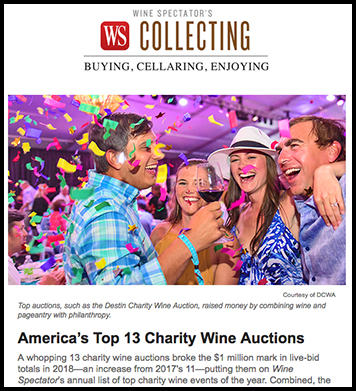 WINE SPECTATOR'S
WS COLLECTING
BUYING, CELLARING, ENJOYING
Courtesy of DCWA
Top auctions, such as the Destin Charity Wine Auction, raised money by combining wine and
pageantry with philanthropy.
America's Top 13 Charity Wine Auctions
A whopping 13 charity wine auctions broke the $1 million mark in live-bid
totals in 2018—an increase from 2017's 11—putting them on Wine
Spectator's annual list of top charity wine events of the year. Combined, the